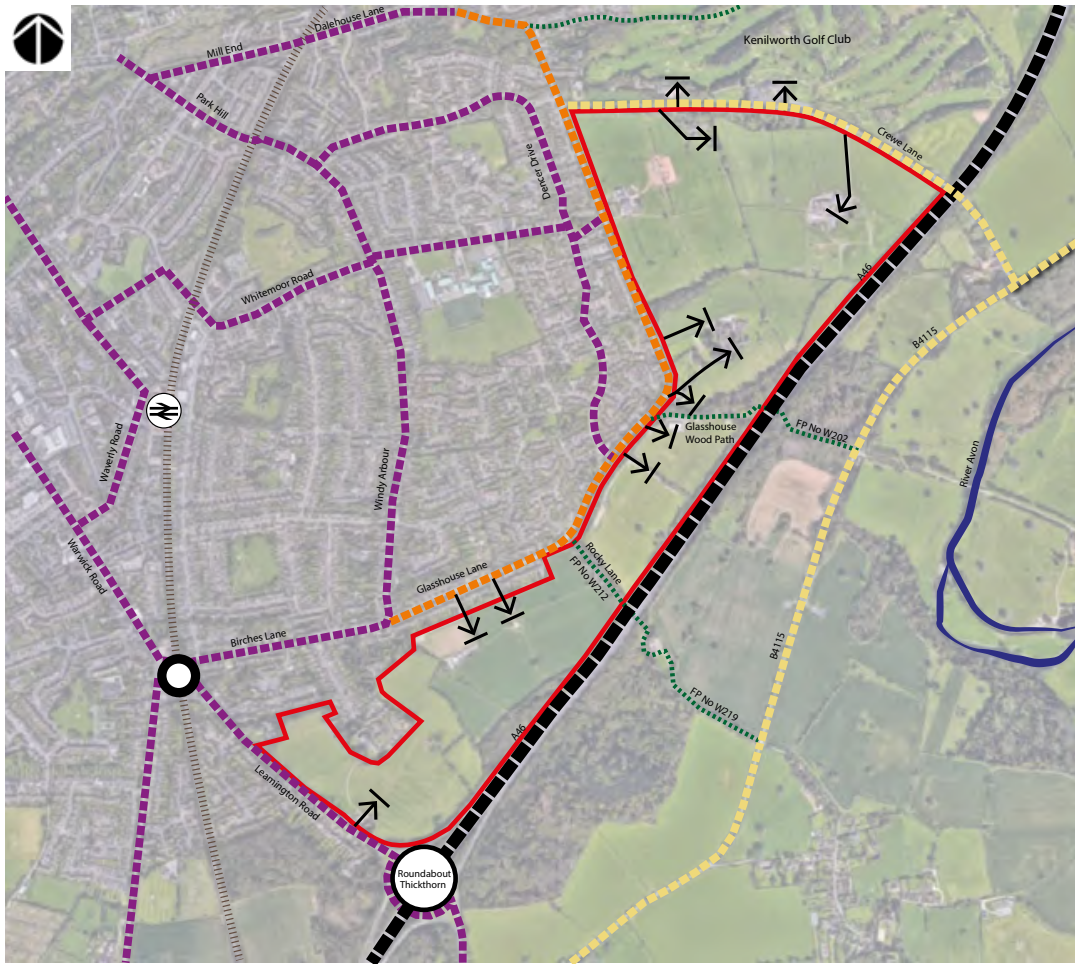 Dalehouse Lane
Mill End
Kenilworth Golf Club
Park Hill
Crewe Lane
Dencer Drive
A46
Whitemoor Road
B4115
Glasshouse
Wood Path
FP No W202
River Avon
Waverly Road
Windy Arbour
Warwick Road
Rocky Lane
FP No W212
Glasshouse Lane
Birches Lane
B4115
FP No W219
A46
Leamington Road
Roundabout
Thickthorn